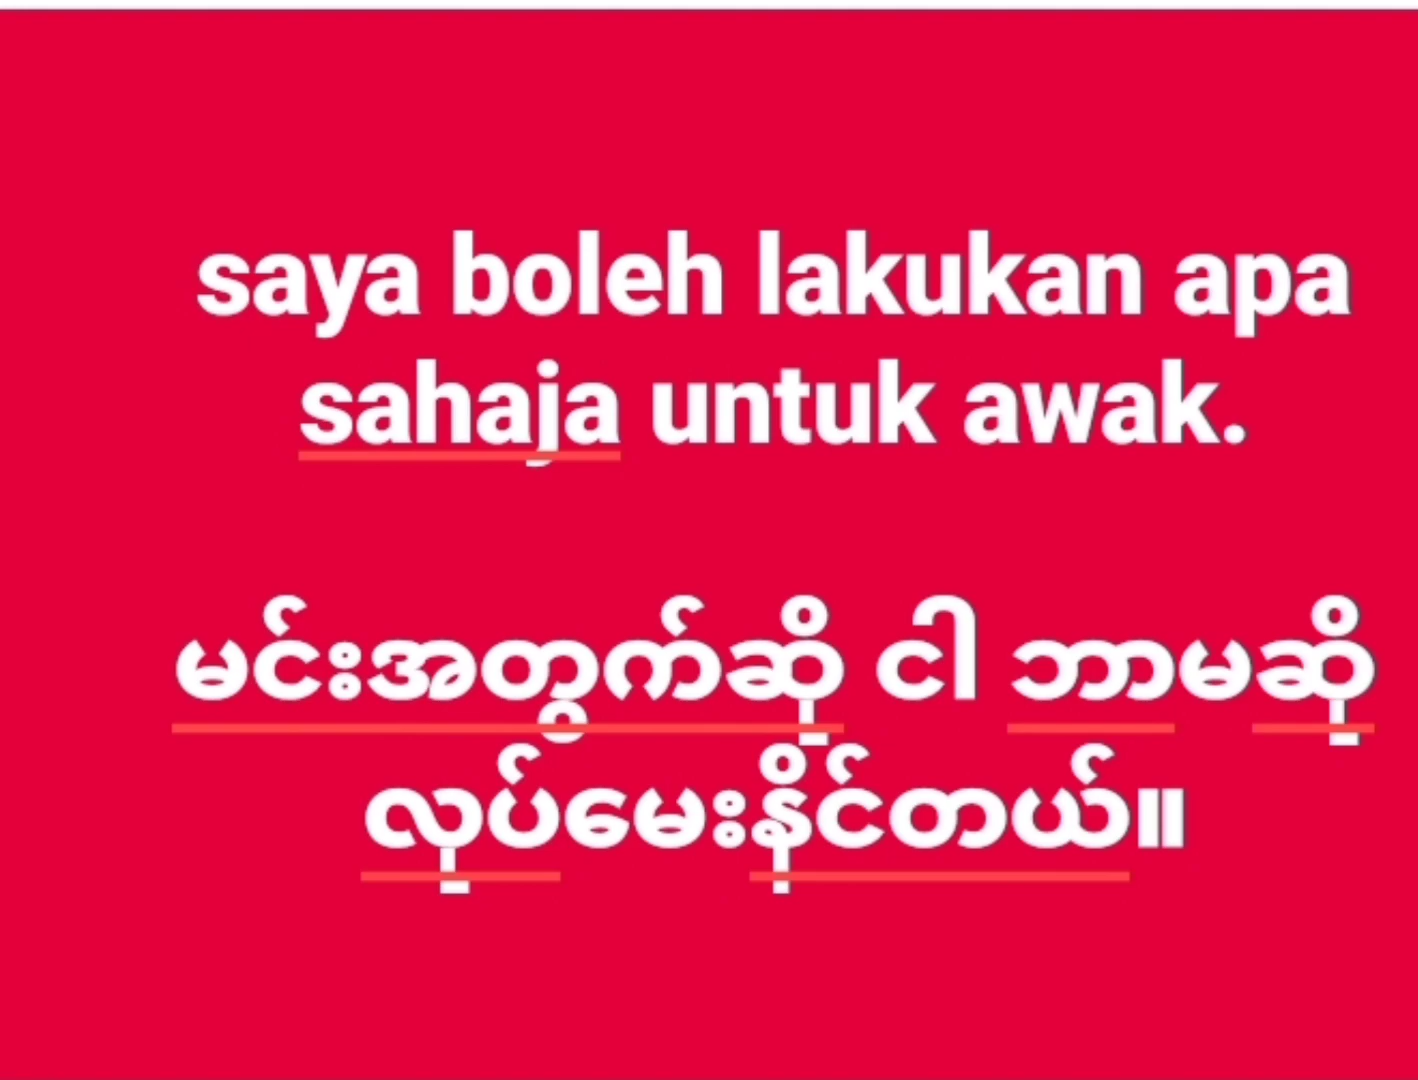 saya boleh lakukan apa
sahaja untuk awak.
မင်းအတွက်ဆို ငါ ဘာမဆို
လုပ်မေးနိုင်တယ်။